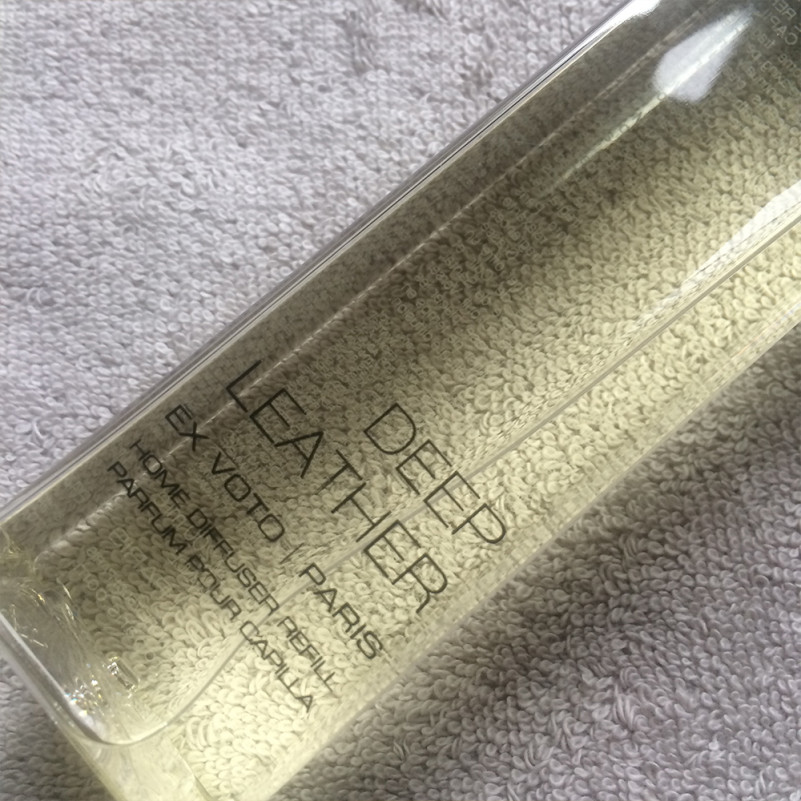 DEEP
LEATHER
EX VOTO | PARIS
HOME DIFFUSER REFILL
PARFUM POUR CAPILLA